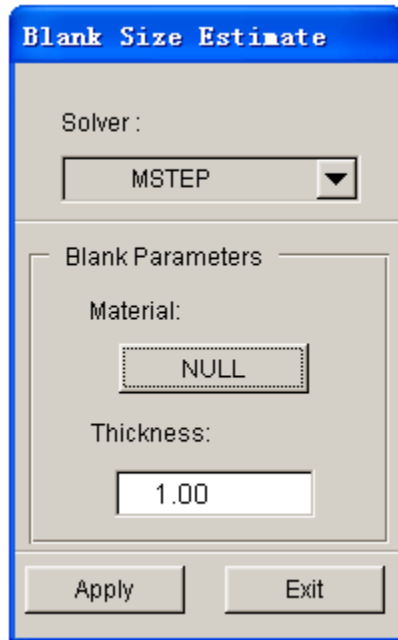 Blank Size Estimate
Solver :
MSTEP
Blank Parameters
Material:
NULL
Thickness:
1.00
Apply Exit